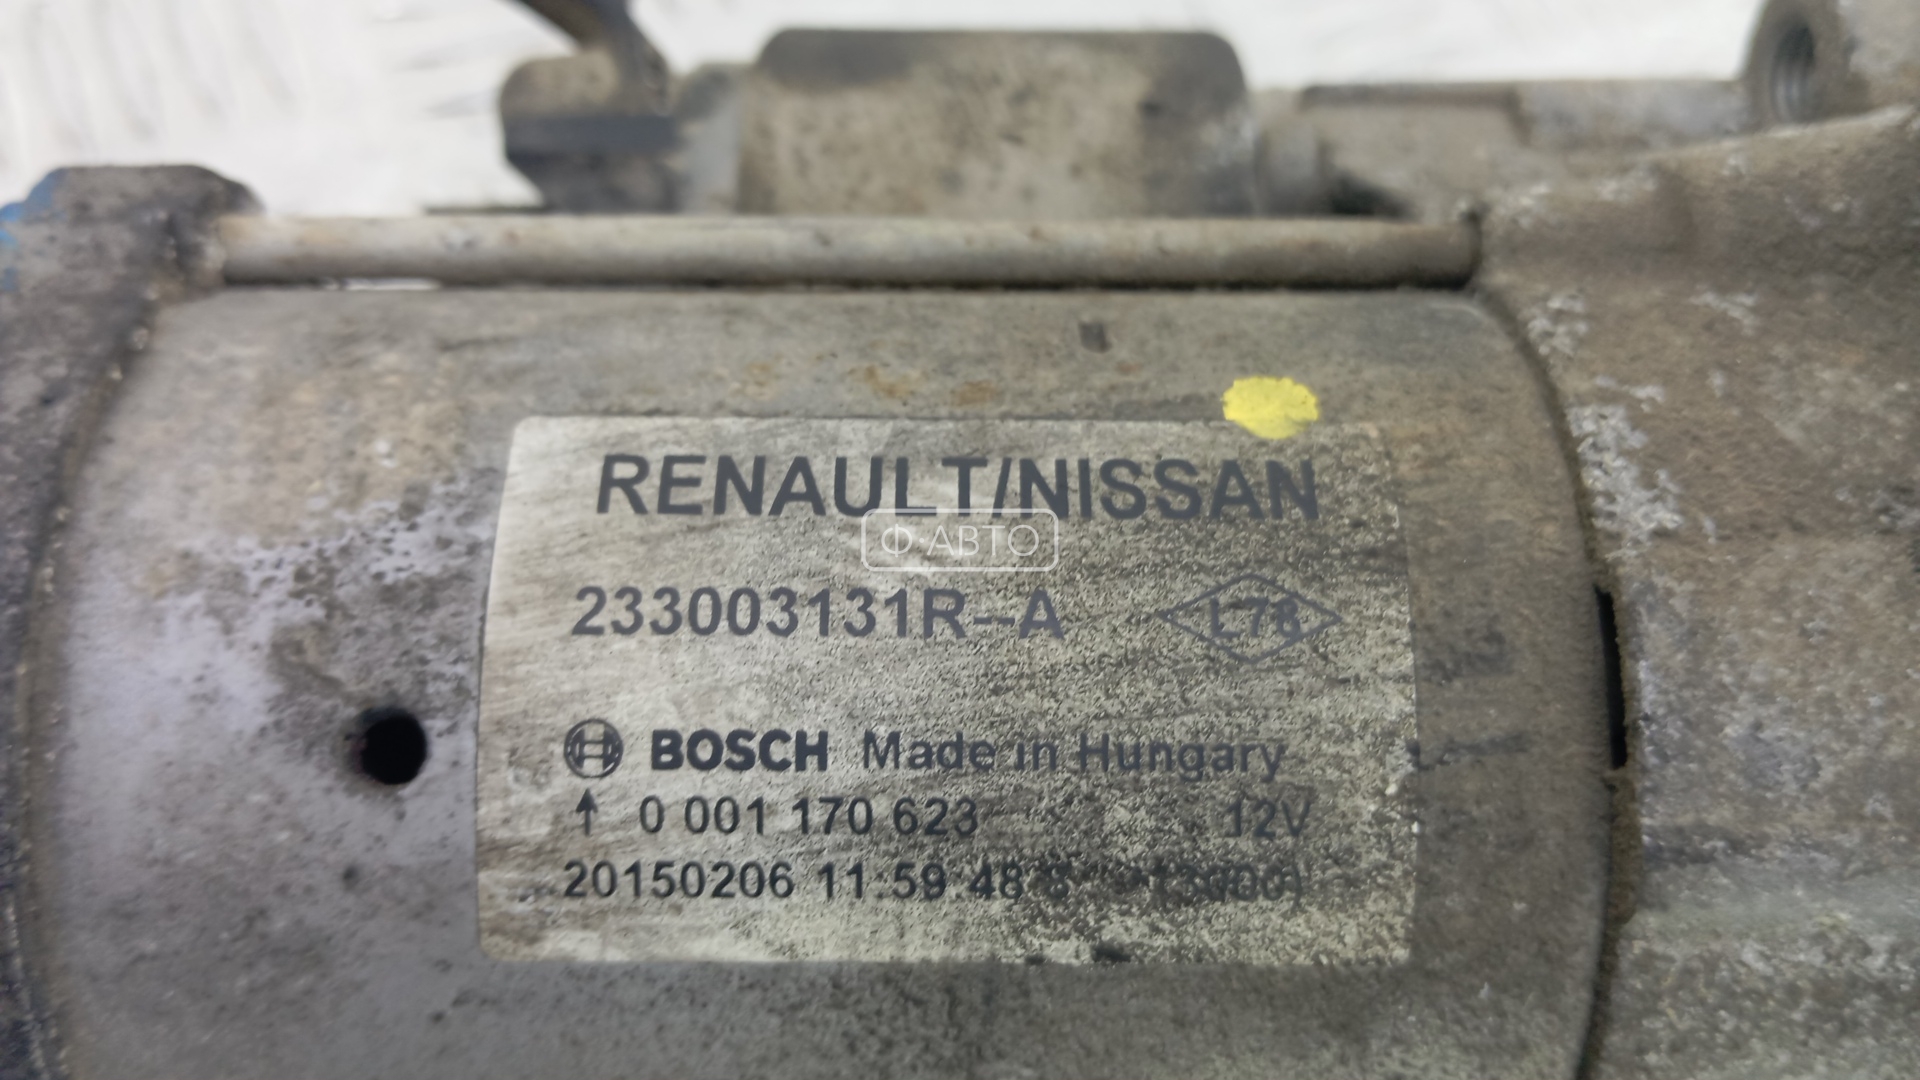 RENAULT/NISSAN
Ф·АВТО
233003131R--A L78
BOSCH Made in Hungary
↑ 0 001 170 623 12V
20150206 11:59:48